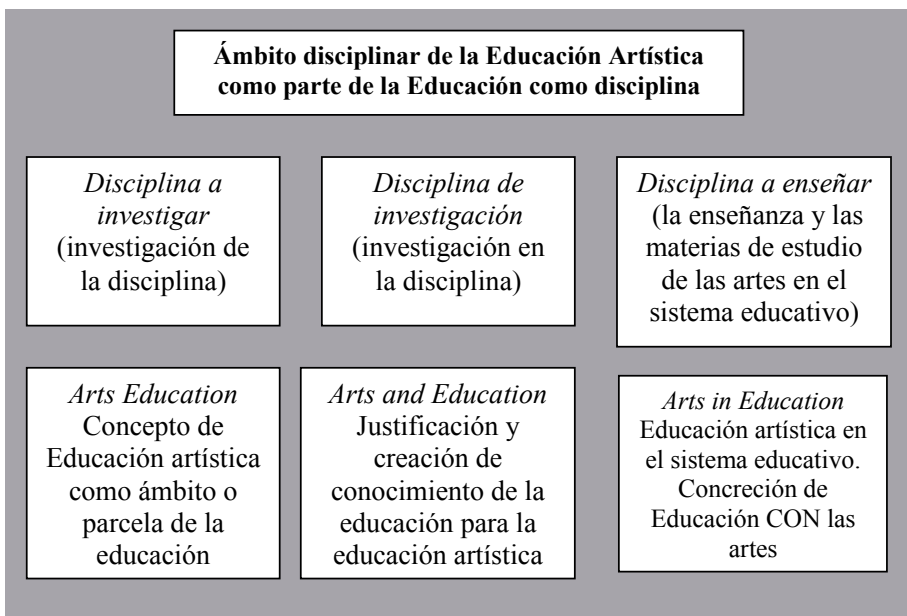 Ámbito disciplinar de la Educación Artística
como parte de la Educación como disciplina
Disciplina a
investigar
(investigación de
la disciplina)
Disciplina de
investigación
(investigación en
la disciplina)
Disciplina a enseñar
(la enseñanza y las
materias de estudio
de las artes en el
sistema educativo)
Arts Education
Concepto de
Educación artística
como ámbito o
parcela de la
educación
Arts and Education
Justificación y
creación de
conocimiento de la
educación para la
educación artística
Arts in Education
Educación artística en
el sistema educativo.
Concreción de
Educación CON las
artes